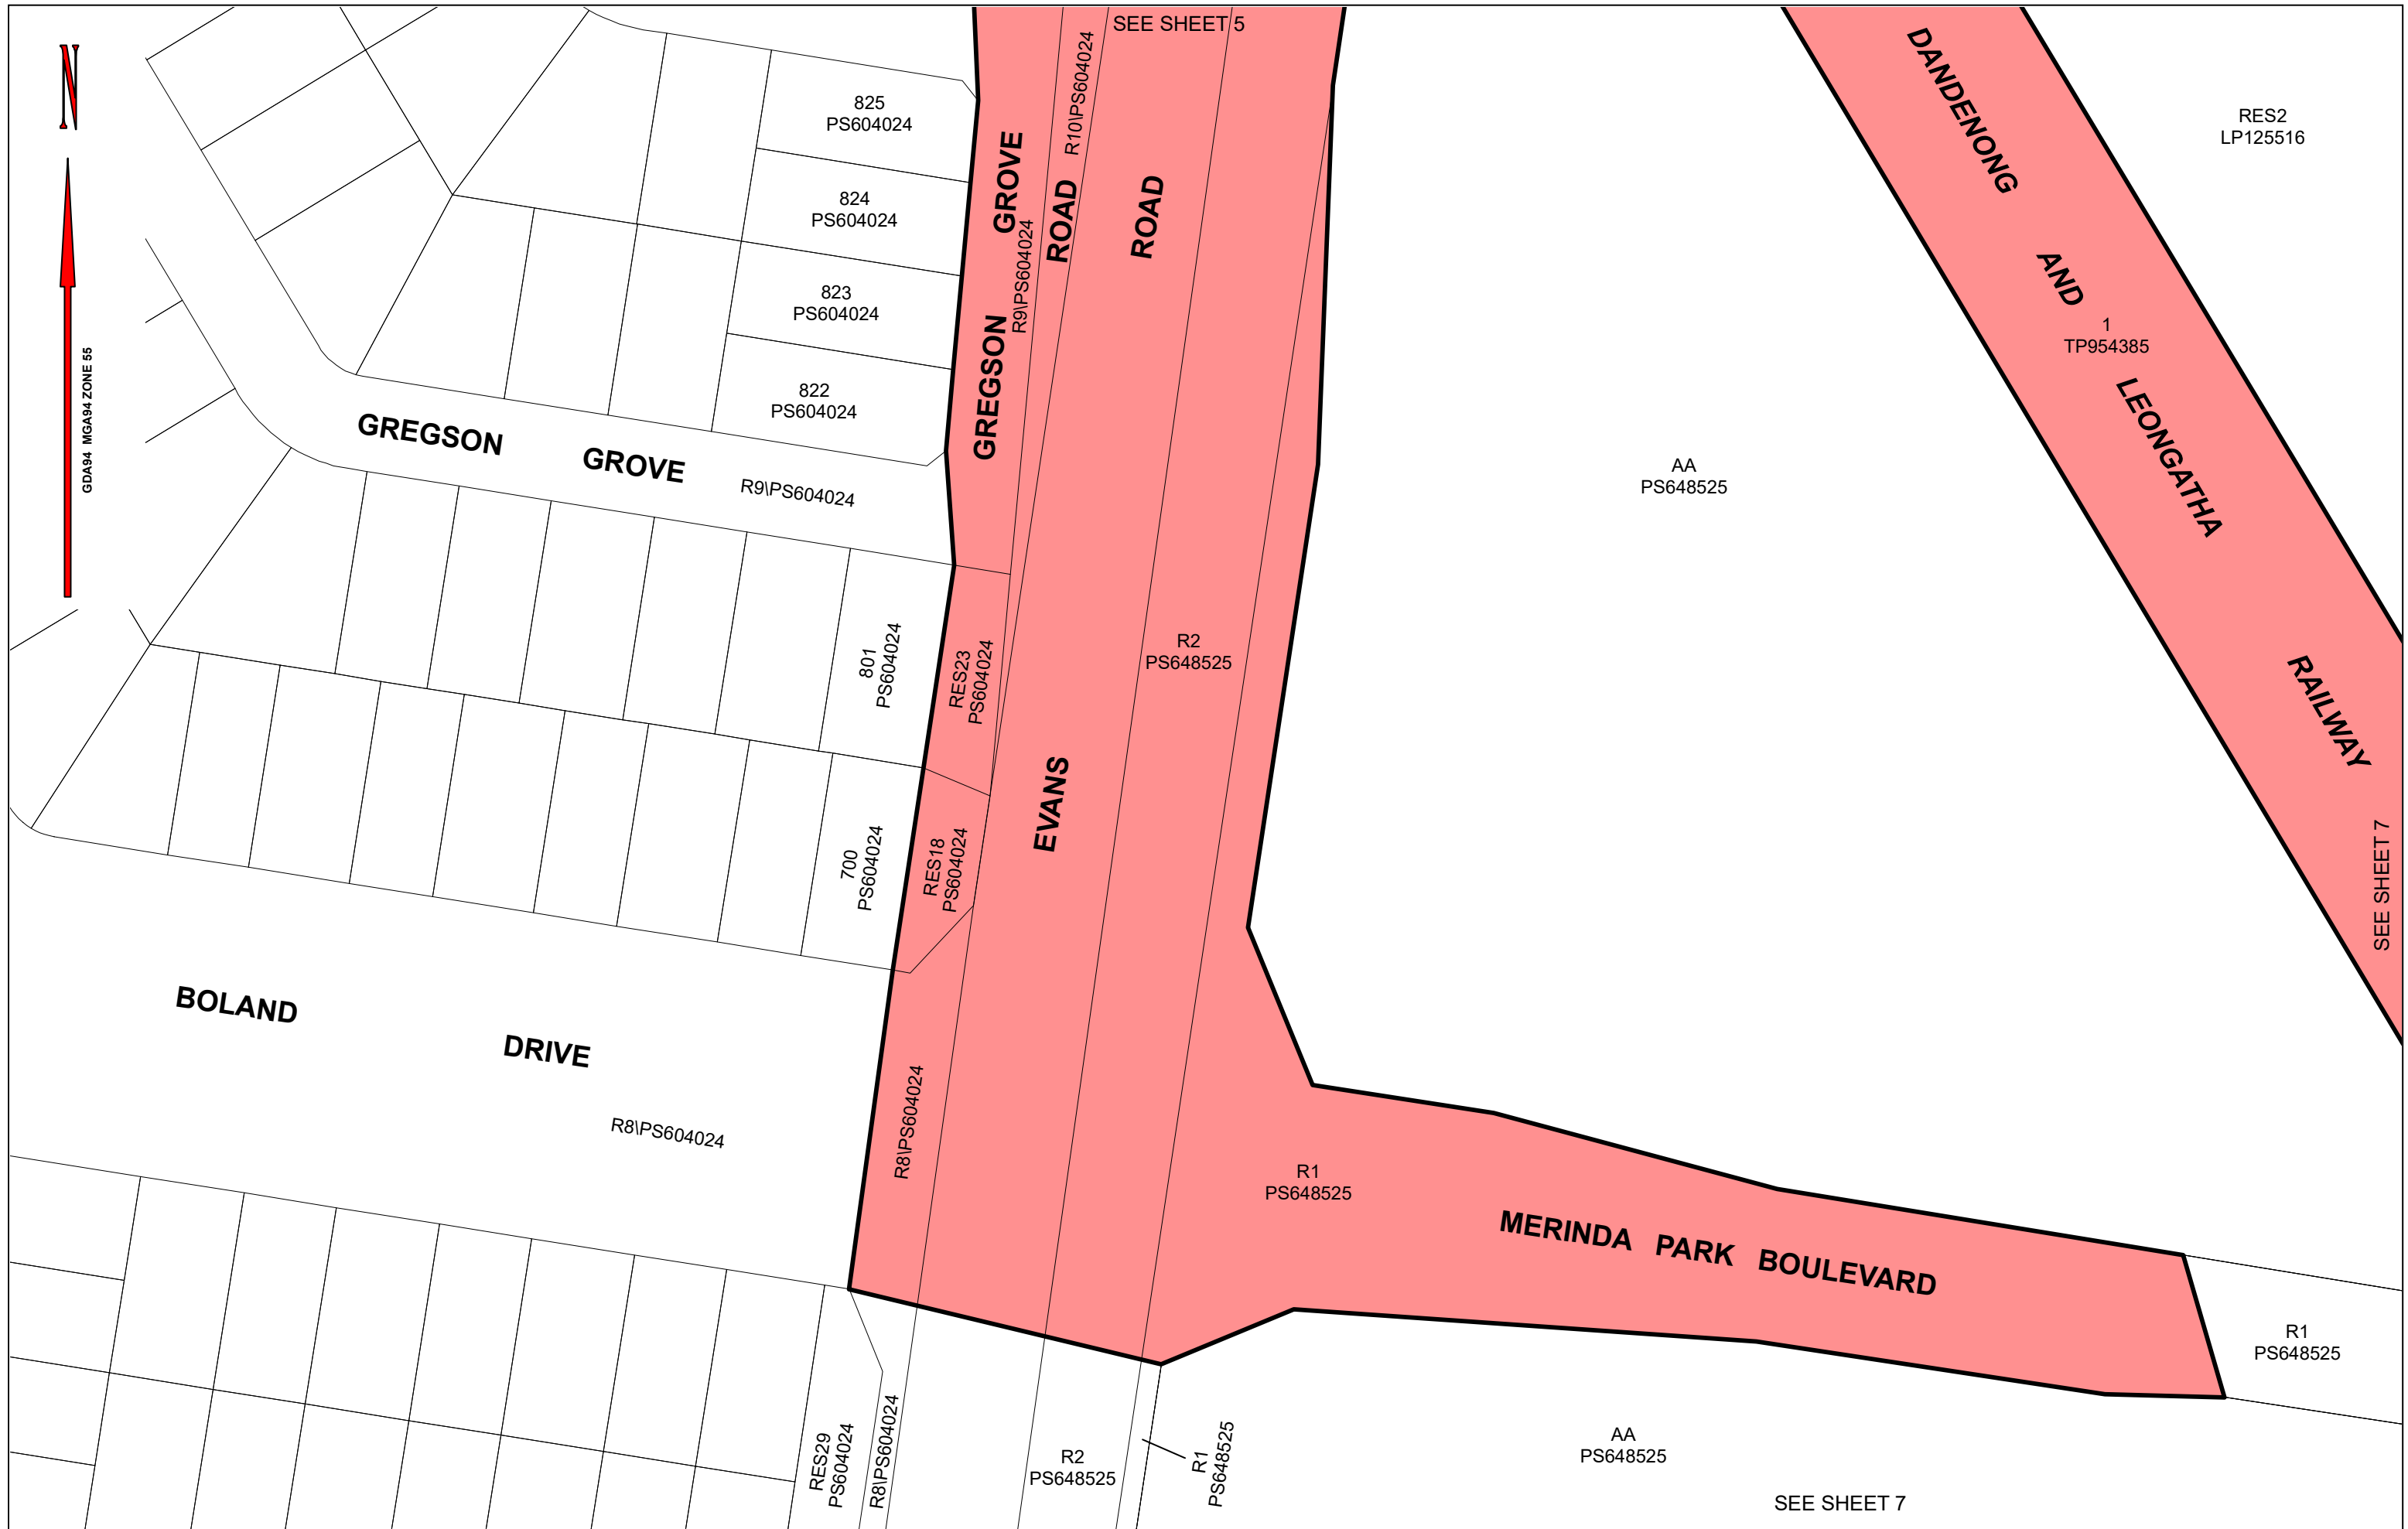 SEE SHEET 5
N
GDA94 MGA94 ZONE 55
825
PS604024
824
PS604024
823
PS604024
822
PS604024
GREGSON GROVE
R9\PS604024
GREGSON GROVE
R9\PS604024
ROAD
R10\PS604024
ROAD
DANDENONG AND LEONGATHA RAILWAY
RES2
LP125516
1
TP954385
AA
PS648525
801
PS604024
RES23
PS604024
R2
PS648525
700
PS604024
RES18
PS604024
EVANS
SEE SHEET 7
BOLAND DRIVE
R8\PS604024
R8\PS604024
R1
PS648525
MERINDA PARK BOULEVARD
R1
PS648525
RES29
PS604024
R8\PS604024
R2
PS648525
R1
PS648525
AA
PS648525
SEE SHEET 7